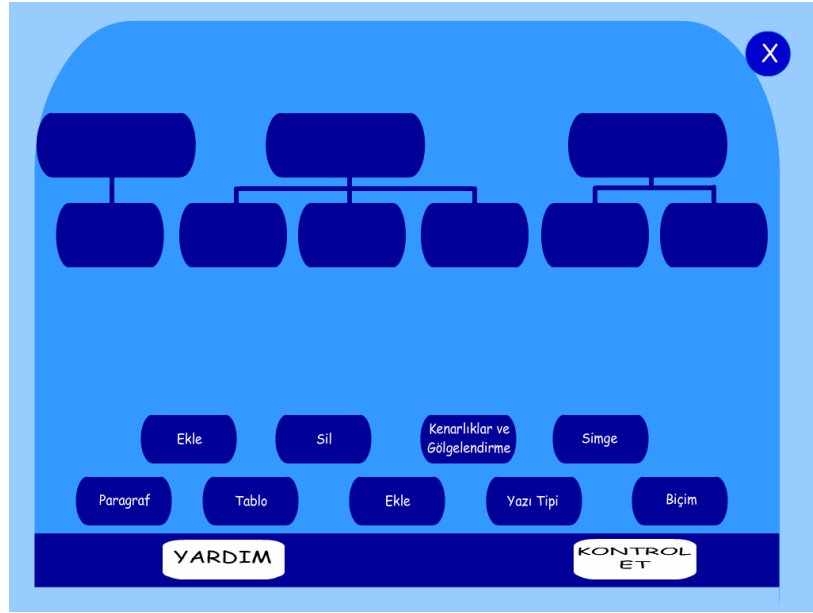 X
Ekle
Sil
Kenarlıklar ve
Gölgelendirme
Simge
Paragraf
Tablo
Ekle
Yazı Tipi
Biçim
YARDIM
KONTROL
ET